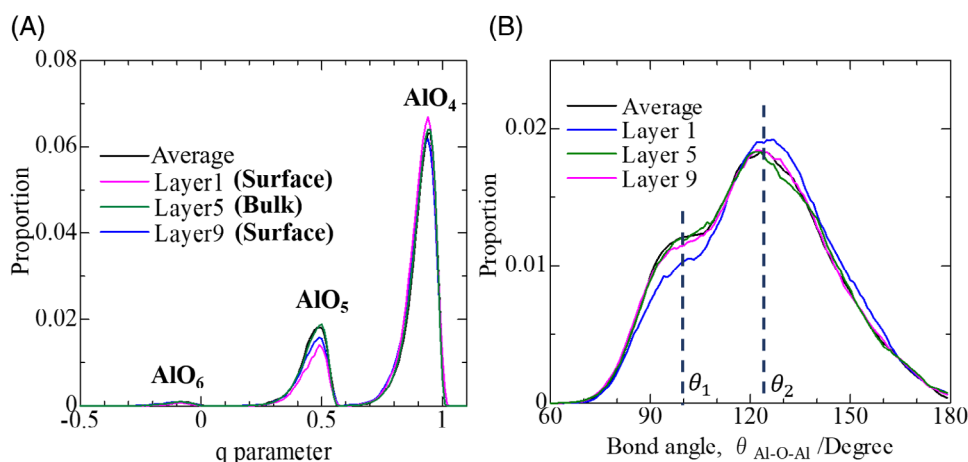 (A)
0.08
0.06
0.04
0.02
0
Proportion
AlO₄
AlO₅
AlO₆
Average
Layer1 (Surface)
Layer5 (Bulk)
Layer9 (Surface)
-0.5
0
0.5
1
q parameter
(B)
0.02
0.01
0
Proportion
Average
Layer 1
Layer 5
Layer 9
θ₁
θ₂
60
90
120
150
180
Bond angle, θ Al-O-Al /Degree